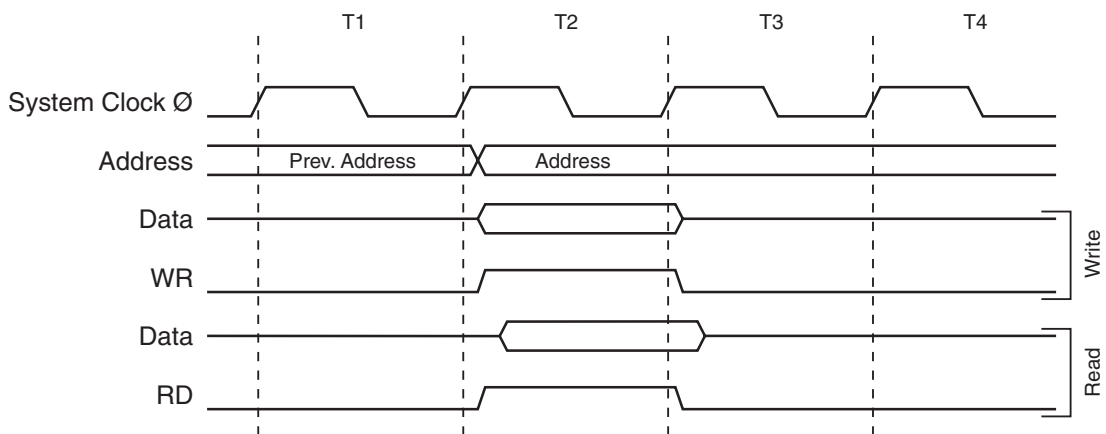 T1 T2 T3 T4
System Clock Ø
Address Prev. Address Address
Data
WR
Write
Data
RD
Read